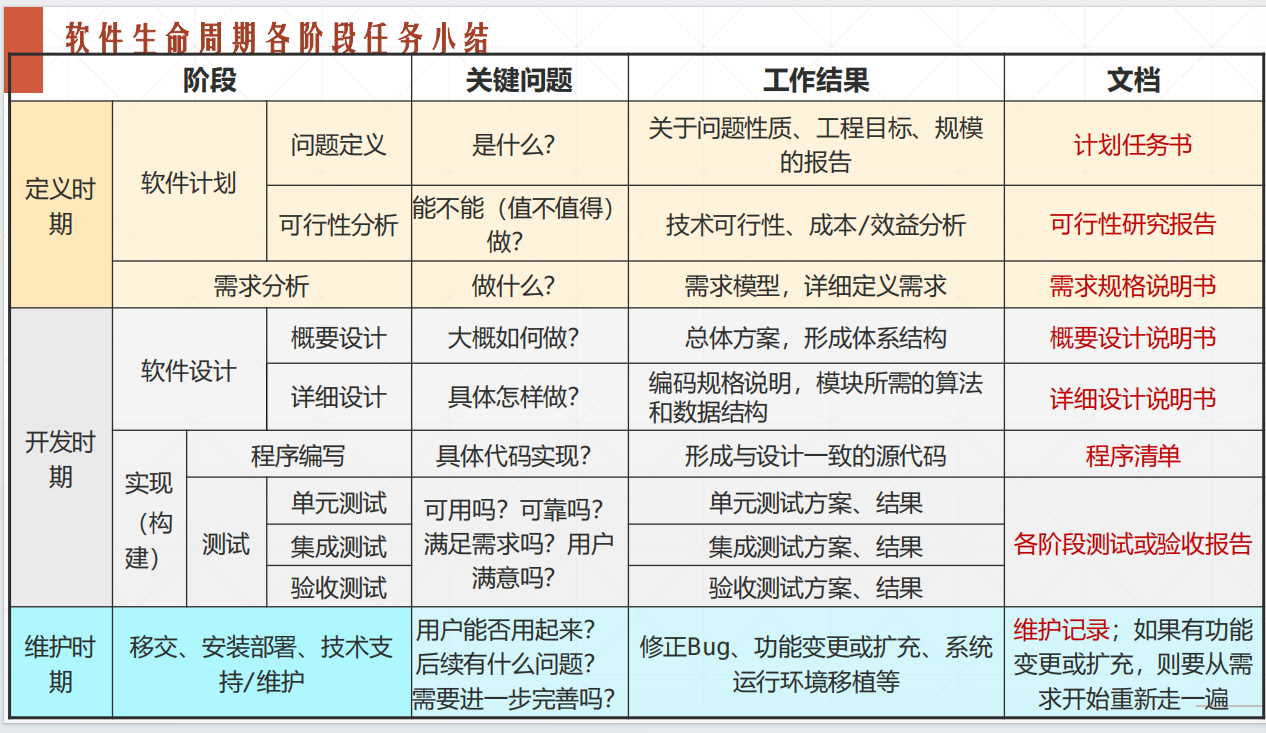 软件生命周期各阶段任务小结
阶段
关键问题
工作结果
文档
定义时
期
软件计划
问题定义
是什么？
关于问题性质、工程目标、规模
的报告
计划任务书
可行性分析
能不能（值不值得）
做？
技术可行性、成本/效益分析
可行性研究报告
需求分析
做什么？
需求模型，详细定义需求
需求规格说明书
开发时
期
软件设计
概要设计
大概如何做？
总体方案，形成体系结构
概要设计说明书
详细设计
具体怎样做？
编码规格说明，模块所需的算法
和数据结构
详细设计说明书
实现
（构
建）
程序编写
具体代码实现？
形成与设计一致的源代码
程序清单
测试
单元测试
集成测试
验收测试
可用吗？可靠吗？
满足需求吗？用户
满意吗？
单元测试方案、结果
集成测试方案、结果
验收测试方案、结果
各阶段测试或验收报告
维护时
期
移交、安装部署、技术支
持/维护
用户能否用起来？
后续有什么问题？
需要进一步完善吗？
修正Bug、功能变更或扩充、系统
运行环境移植等
维护记录；如果有功能
变更或扩充，则要从需
求开始重新走一遍